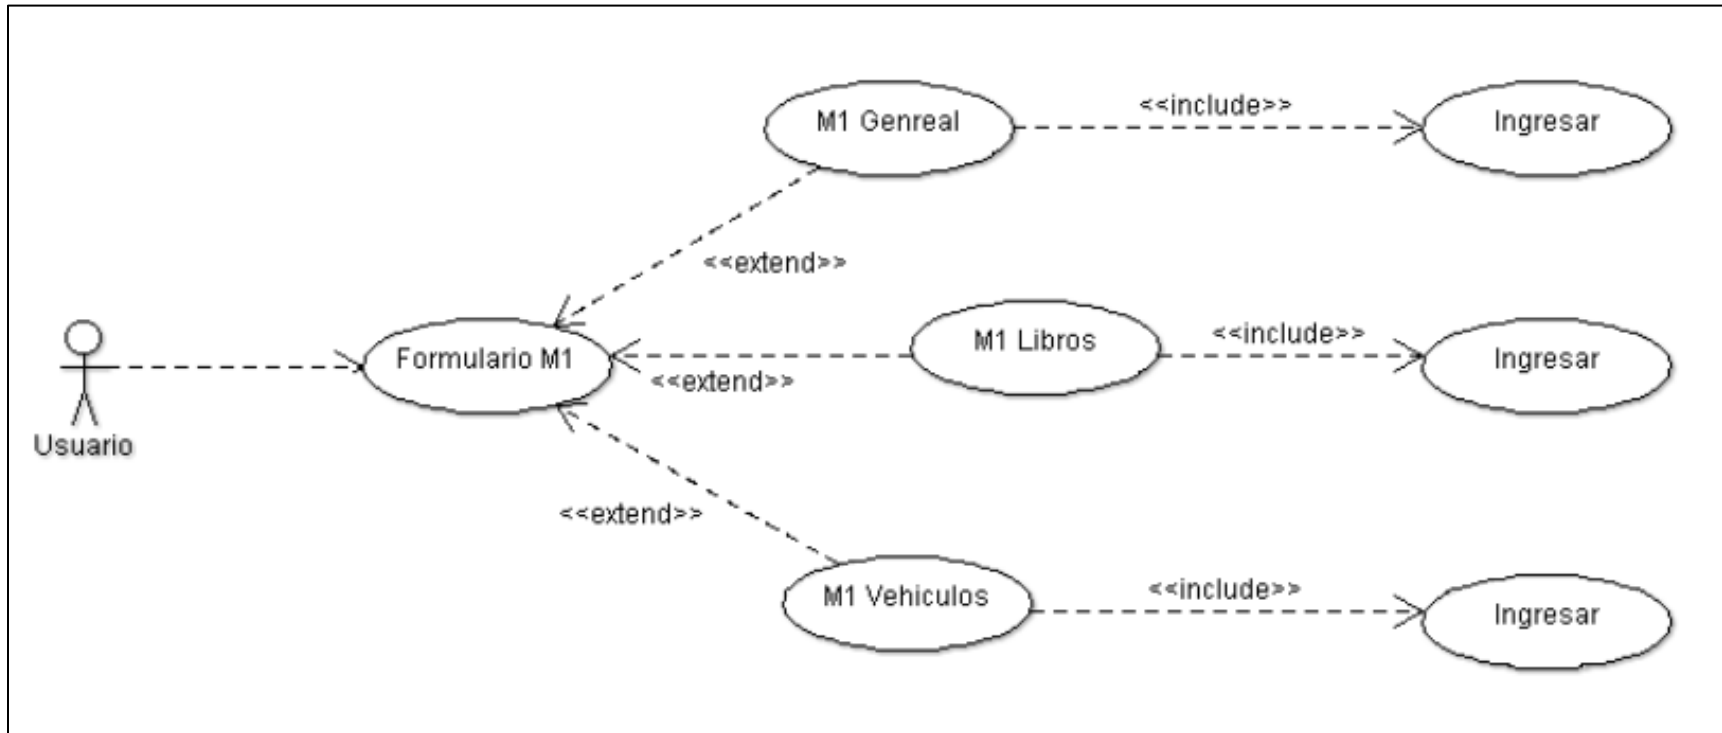 M1 Genreal
<<include>>
Ingresar
<<extend>>
Usuario
Formulario M1
<<extend>>
M1 Libros
<<include>>
Ingresar
<<extend>>
M1 Vehiculos
<<include>>
Ingresar